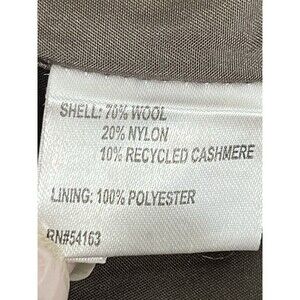 SHELL: 70% WOOL
20% NYLON
10% RECYCLED CASHMERE
LINING: 100% POLYESTER
RN#54163